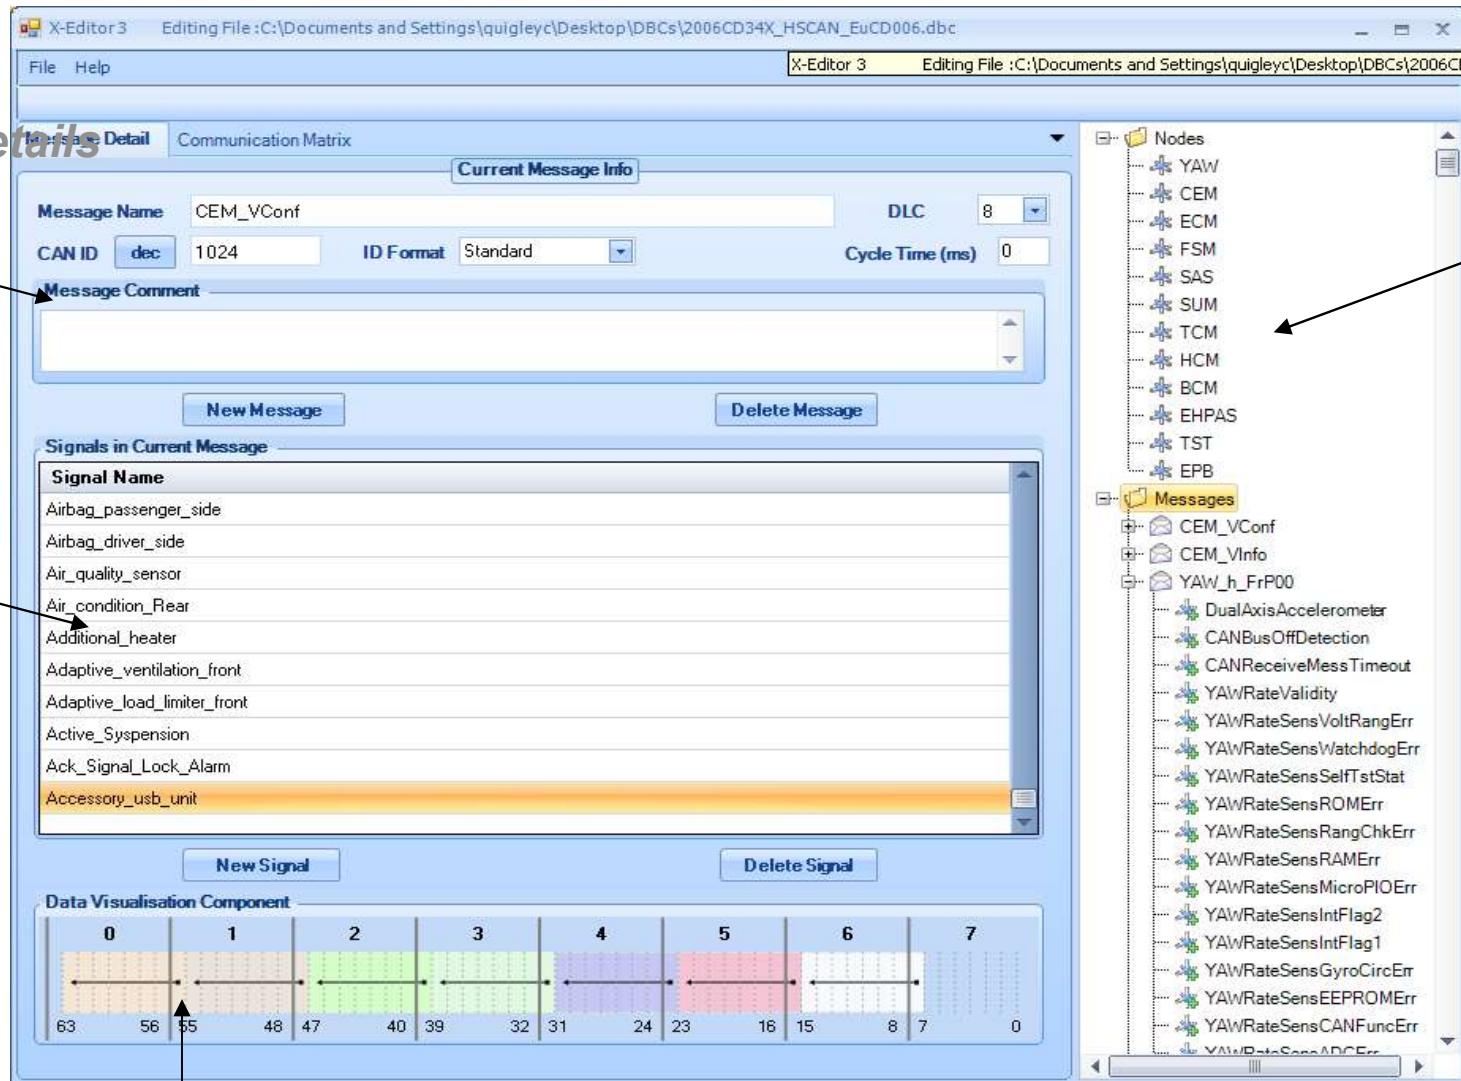 X-Editor 3 Editing File :C:\Documents and Settings\quigleyc\Desktop\DBCs\2006CD34X_HSCAN_EuCD006.dbc
File Help
X-Editor 3 Editing File :C:\Documents and Settings\quigleyc\Desktop\DBCs\2006C
Message Detail Communication Matrix
Current Message Info
Message Name CEM_VConf DLC 8
CAN ID dec 1024 ID Format Standard Cycle Time (ms) 0
Message Comment
New Message Delete Message
Signals in Current Message
Signal Name
Airbag_passenger_side
Airbag_driver_side
Air_quality_sensor
Air_condition_Rear
Additional_heater
Adaptive_ventilation_front
Adaptive_load_limiter_front
Active_Syspension
Ack_Signal_Lock_Alarm
Accessory_usb_unit
New Signal Delete Signal
Data Visualisation Component
0 1 2 3 4 5 6 7
63 56 55 48 47 40 39 32 31 24 23 16 15 8 7 0
Nodes
YAW
CEM
ECM
FSM
SAS
SUM
TCM
HCM
BCM
EHPAS
TST
EPB
Messages
CEM_VConf
CEM_VInfo
YAW_h_FrP00
DualAxisAccelerometer
CANBusOffDetection
CANReceiveMessTimeout
YAWRateValidity
YAWRateSensVoltRangErr
YAWRateSensWatchdogErr
YAWRateSensSelfTstStat
YAWRateSensROMErr
YAWRateSensRangChkErr
YAWRateSensRAMErr
YAWRateSensMicroPIOErr
YAWRateSensIntFlag2
YAWRateSensIntFlag1
YAWRateSensGyroCircErr
YAWRateSensEEPROMErr
YAWRateSensCANFuncErr
YAWRateSensADCErr